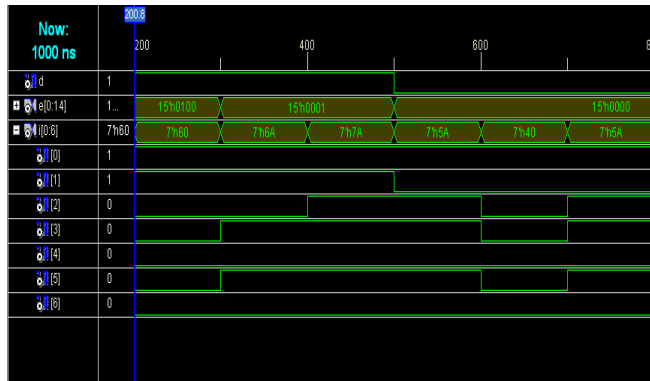 200.8
Now:
1000 ns
200 400 600 8
d 1
e[0:14] 1... 15'h0100 15'h0001 15'h0000
i[0:6] 7'h60 7'h60 7'h6A 7'h7A 7'h5A 7'h40 7'h5A
[0] 1
[1] 1
[2] 0
[3] 0
[4] 0
[5] 0
[6] 0